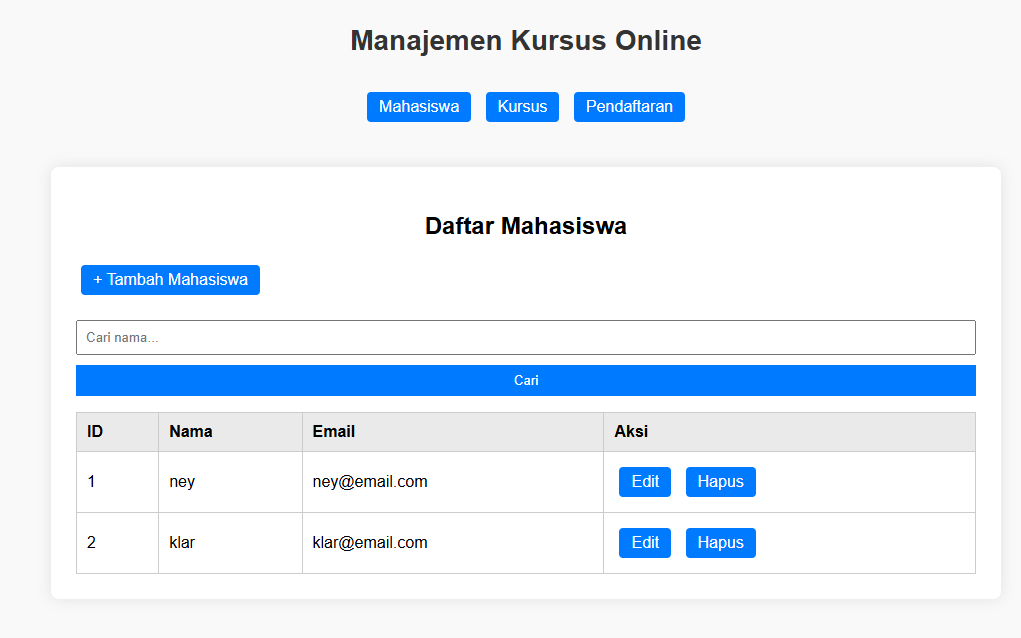 Manajemen Kursus Online
Mahasiswa Kursus Pendaftaran
Daftar Mahasiswa
+ Tambah Mahasiswa
Cari nama...
Cari
ID Nama Email Aksi
1 ney ney@email.com Edit Hapus
2 klar klar@email.com Edit Hapus